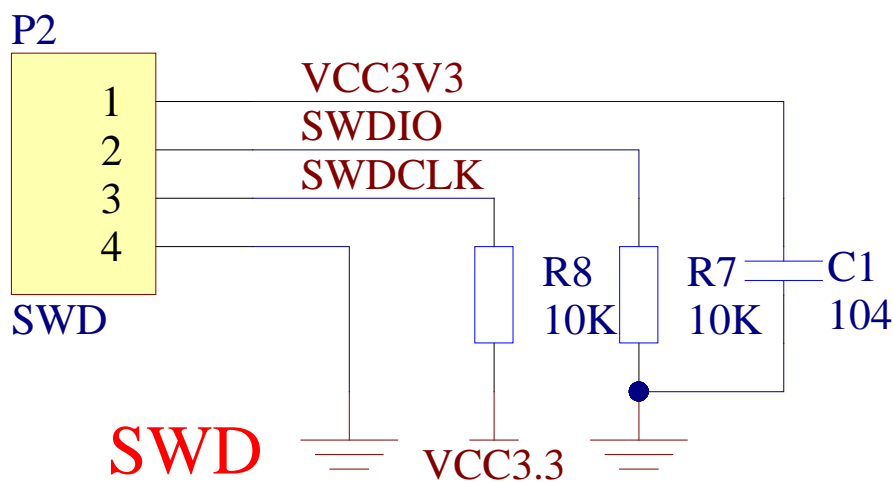 P2
VCC3V3
1
SWDIO
2
SWDCLK
3
4
R8
R7
C1
10K
10K
104
SWD
SWD
VCC3.3